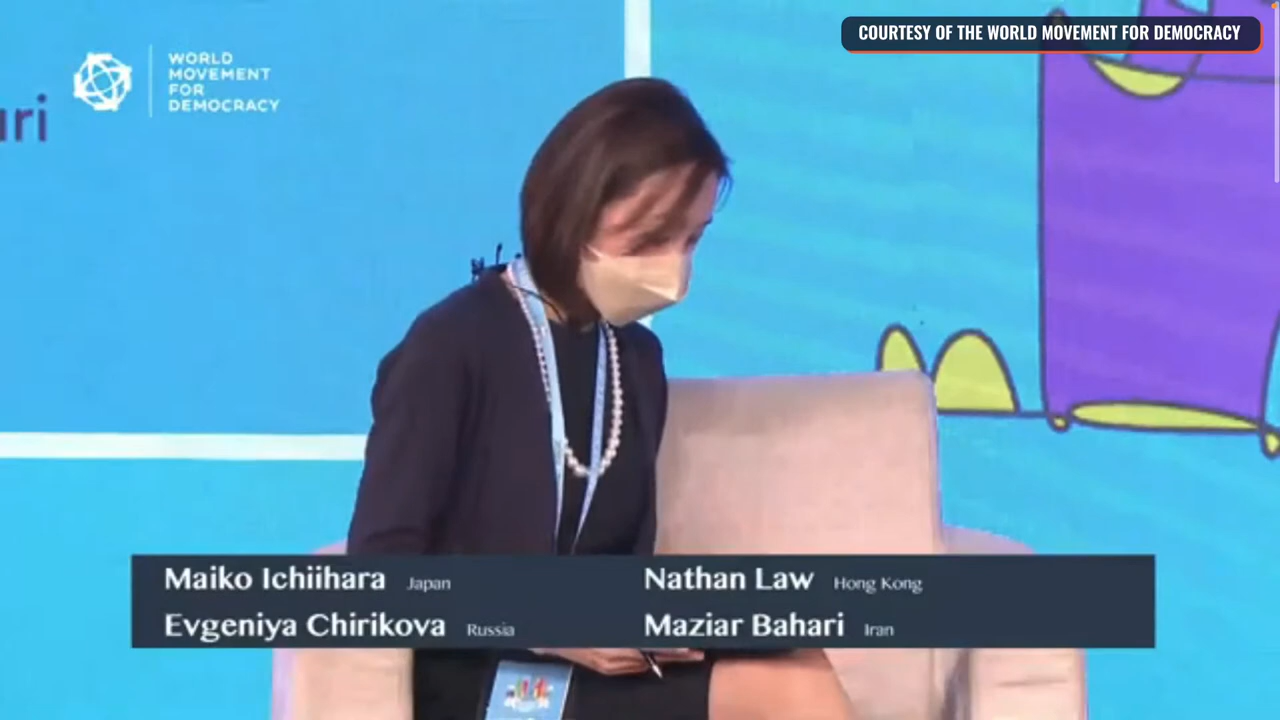 COURTESY OF THE WORLD MOVEMENT FOR DEMOCRACY
WORLD
MOVEMENT
FOR
DEMOCRACY
ari
Maiko Ichiihara Japan
Nathan Law Hong Kong
Evgeniya Chirikova Russia
Maziar Bahari Iran